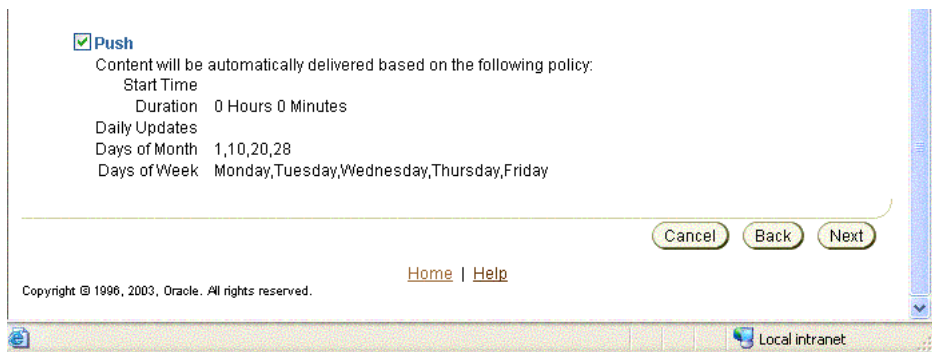 Push
Content will be automatically delivered based on the following policy:
Start Time
Duration 0 Hours 0 Minutes
Daily Updates
Days of Month 1,10,20,28
Days of Week Monday,Tuesday,Wednesday,Thursday,Friday
Cancel Back Next
Home | Help
Copyright © 1996, 2003, Oracle. All rights reserved.
Local intranet